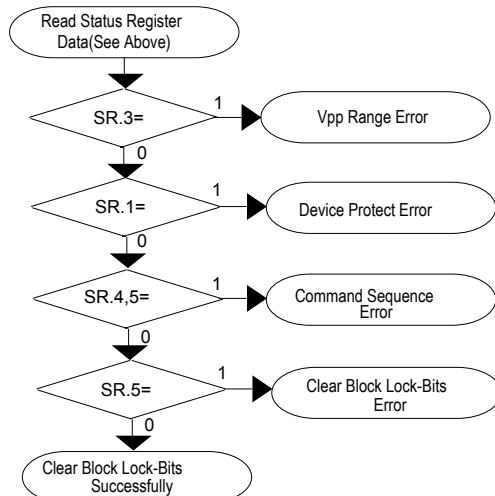 Read Status Register
Data(See Above)
SR.3=
1
Vpp Range Error
0
SR.1=
1
Device Protect Error
0
SR.4,5=
1
Command Sequence
Error
0
SR.5=
1
Clear Block Lock-Bits
Error
0
Clear Block Lock-Bits
Successfully